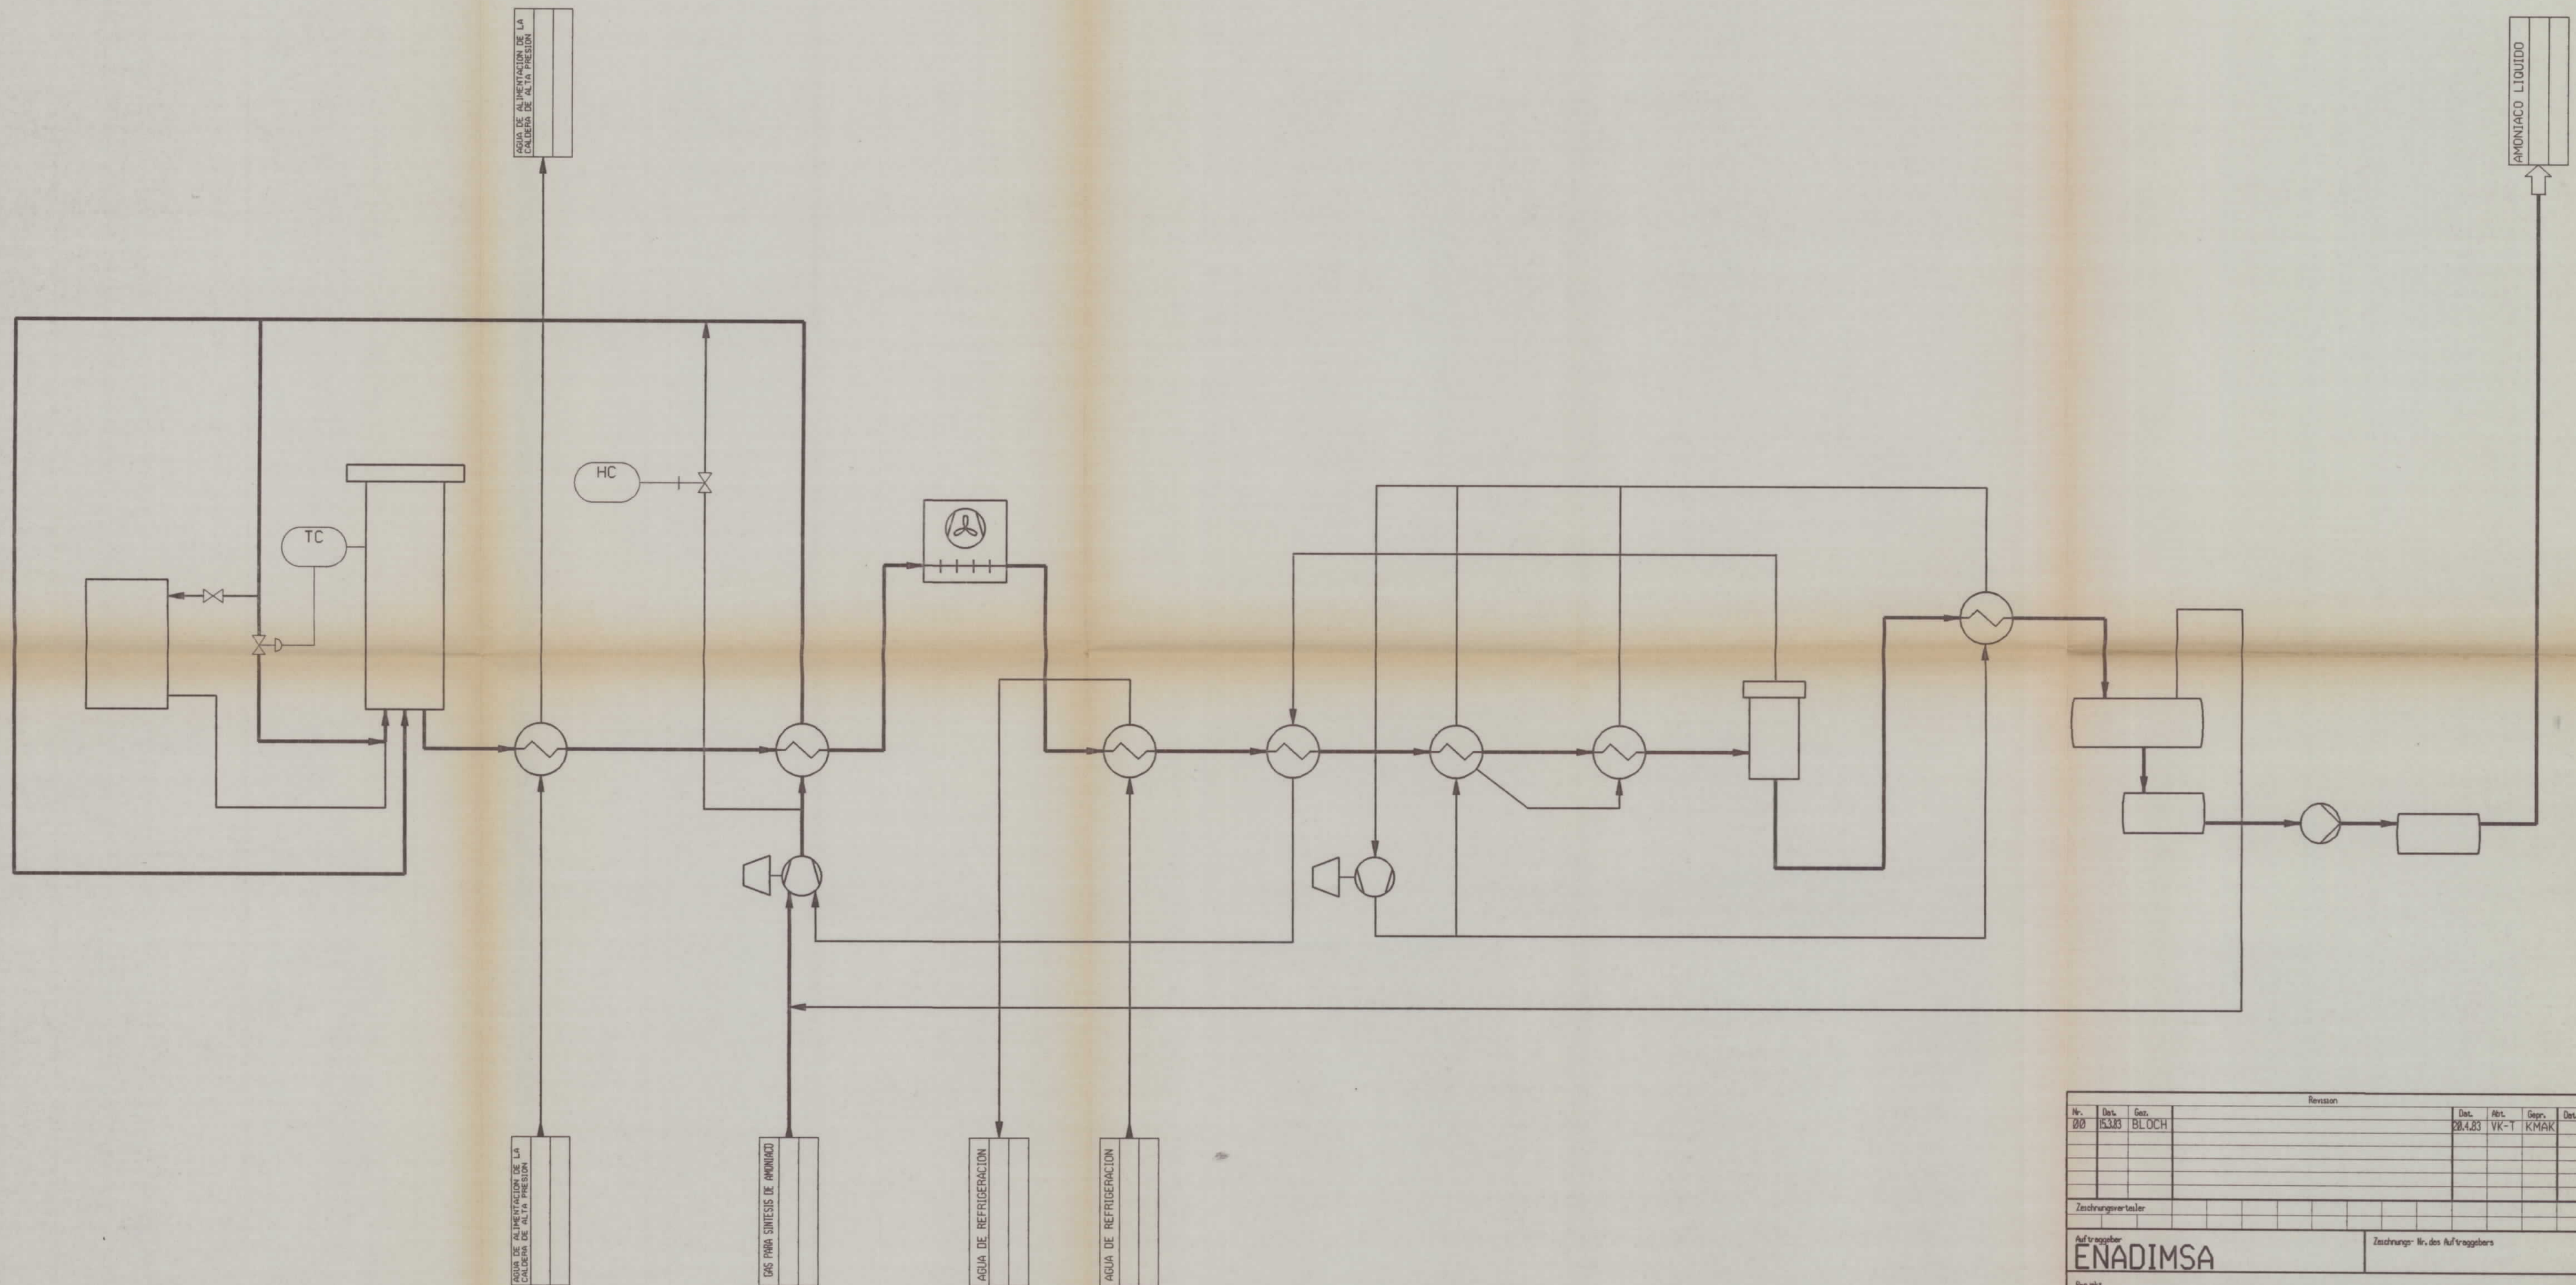 AGUA DE ALIMENTACION DE LA
CALDERA DE ALTA PRESION
AMONIACO LIQUIDO
HC
TC
AGUA DE ALIMENTACION DE LA
CALDERA DE ALTA PRESION
GAS PARA SINTESIS DE AMONIACO
AGUA DE REFRIGERACION
AGUA DE REFRIGERACION
Revision
Nr. Dat. Gez. Dat. Abt. Gepr. Dat.
00 15.3.83 BLOCH 20.4.83 VK-T KMAK
Zeichnungsverteiler
Auftraggeber
ENADIMSA
Zeichnungs-Nr. des Auftraggebers